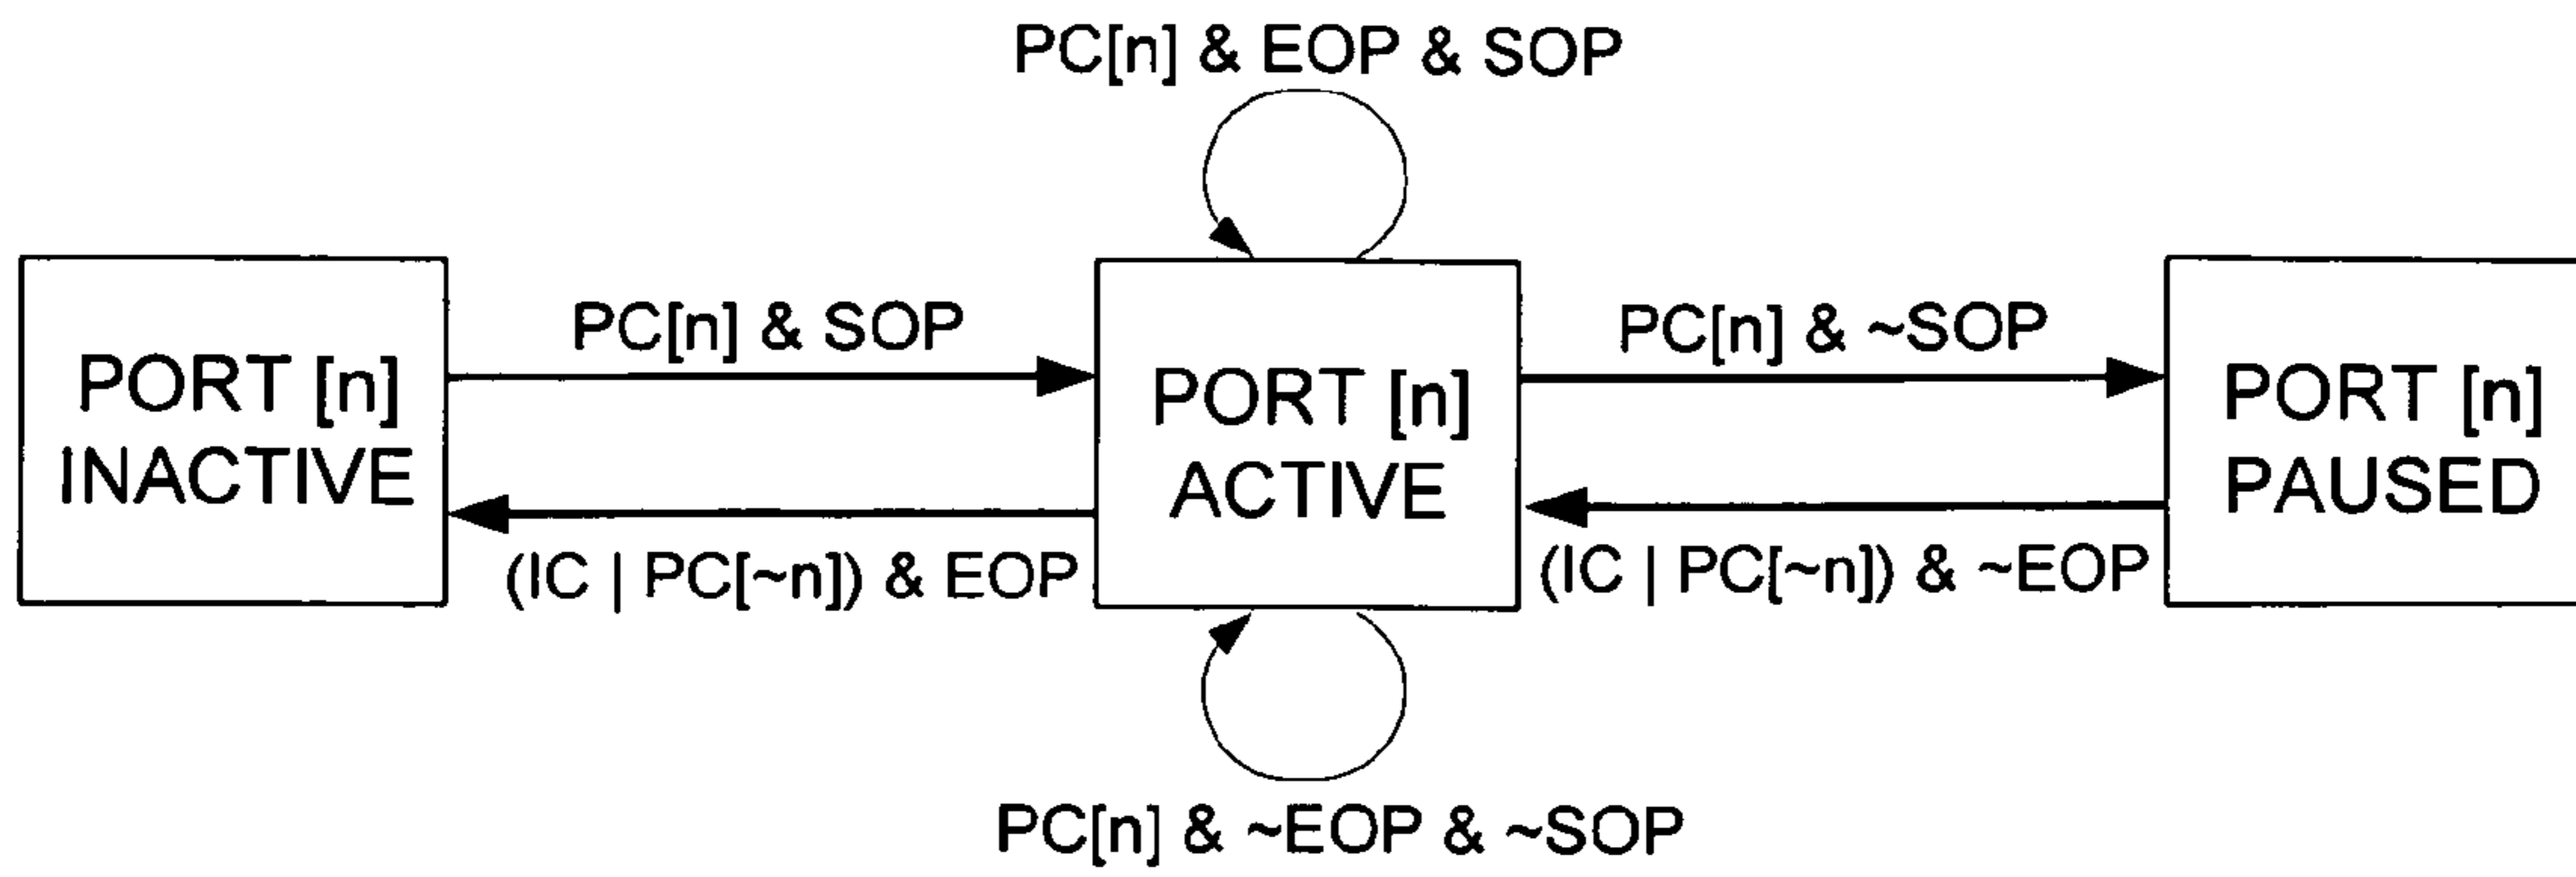 PC[n] & EOP & SOP
PORT [n]
INACTIVE
PC[n] & SOP
(IC | PC[~n]) & EOP
PORT [n]
ACTIVE
PC[n] & ~SOP
(IC | PC[~n]) & ~EOP
PORT [n]
PAUSED
PC[n] & ~EOP & ~SOP